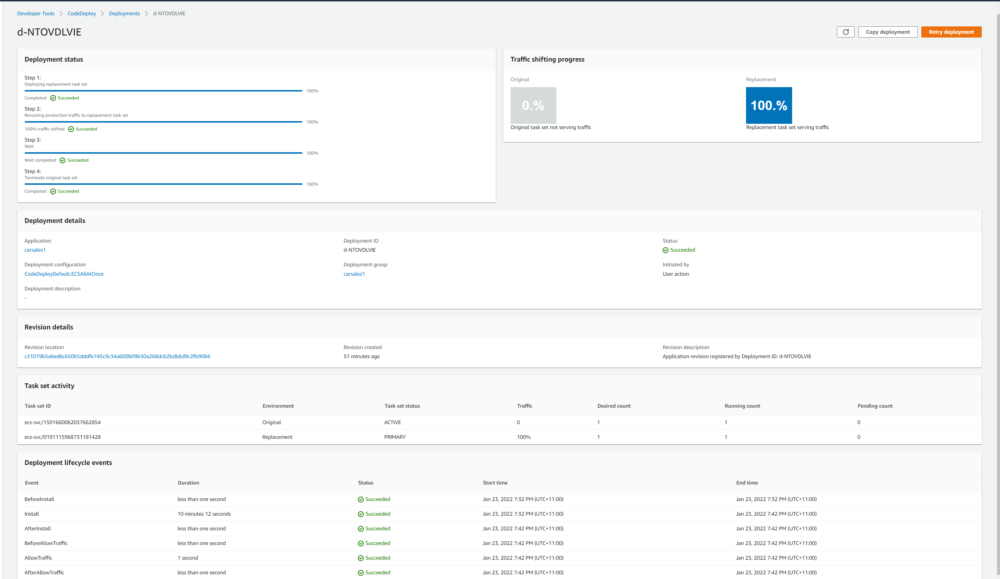 Developer Tools > CodeDeploy > Deployments > d-NTOVDLVIE
d-NTOVDLVIE
Copy deployment
Retry deployment
Deployment status
Step 1:
Deploying replacement task set
100%
Completed Succeeded
Step 2:
Rerouting production traffic to replacement task set
100%
100% traffic shifted Succeeded
Step 3:
Wait
100%
Wait completed Succeeded
Step 4:
Terminate original task set
100%
Completed Succeeded
Traffic shifting progress
Original
0.%
Original task set not serving traffic
Replacement
100.%
Replacement task set serving traffic
Deployment details
Application
carsales1
Deployment ID
d-NTOVDLVIE
Status
Succeeded
Deployment configuration
CodeDeployDefault.ECSAllAtOnce
Deployment group
carsales1
Initiated by
User action
Deployment description
-
Revision details
Revision location
c31019b5a6ed6c650b5dddfe745c9c34a600b09b30a268dcb2bdb6d9c2fb9084
Revision created
51 minutes ago
Revision description
Application revision registered by Deployment ID: d-NTOVDLVIE
Task set activity
Task set ID Environment Task set status Traffic Desired count Running count Pending count
ecs-svc/1501660062037662854 Original ACTIVE 0 1 1 0
ecs-svc/0191115968731181428 Replacement PRIMARY 100% 1 1 0
Deployment lifecycle events
Event Duration Status Start time End time
BeforeInstall less than one second Succeeded Jan 23, 2022 7:32 PM (UTC+11:00) Jan 23, 2022 7:32 PM (UTC+11:00)
Install 10 minutes 12 seconds Succeeded Jan 23, 2022 7:32 PM (UTC+11:00) Jan 23, 2022 7:42 PM (UTC+11:00)
AfterInstall less than one second Succeeded Jan 23, 2022 7:42 PM (UTC+11:00) Jan 23, 2022 7:42 PM (UTC+11:00)
BeforeAllowTraffic less than one second Succeeded Jan 23, 2022 7:42 PM (UTC+11:00) Jan 23, 2022 7:42 PM (UTC+11:00)
AllowTraffic 1 second Succeeded Jan 23, 2022 7:42 PM (UTC+11:00) Jan 23, 2022 7:42 PM (UTC+11:00)
AfterAllowTraffic less than one second Succeeded Jan 23, 2022 7:42 PM (UTC+11:00) Jan 23, 2022 7:42 PM (UTC+11:00)